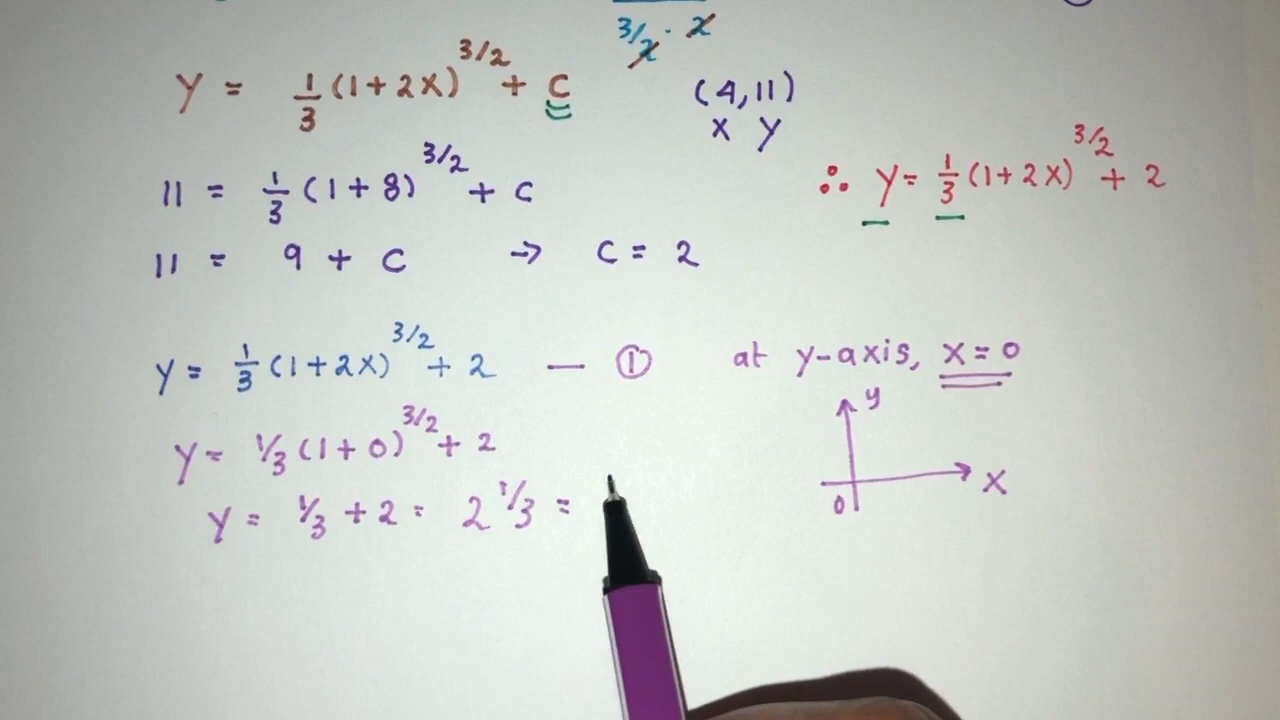 3/2 · 2
y = 1/3 (1+2x)^3/2 + C
(4,11)
x y
11 = 1/3 (1+8)^3/2 + C
∴ y = 1/3 (1+2x)^3/2 + 2
11 = 9 + C → C = 2
y = 1/3 (1+2x)^3/2 + 2 — ①
at y-axis, x = 0
y = 1/3 (1+0)^3/2 + 2
y
x
0
y = 1/3 + 2 = 2 1/3 =